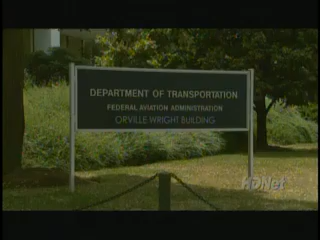 DEPARTMENT OF TRANSPORTATION
FEDERAL AVIATION ADMINISTRATION
ORVILLE WRIGHT BUILDING
HDNet